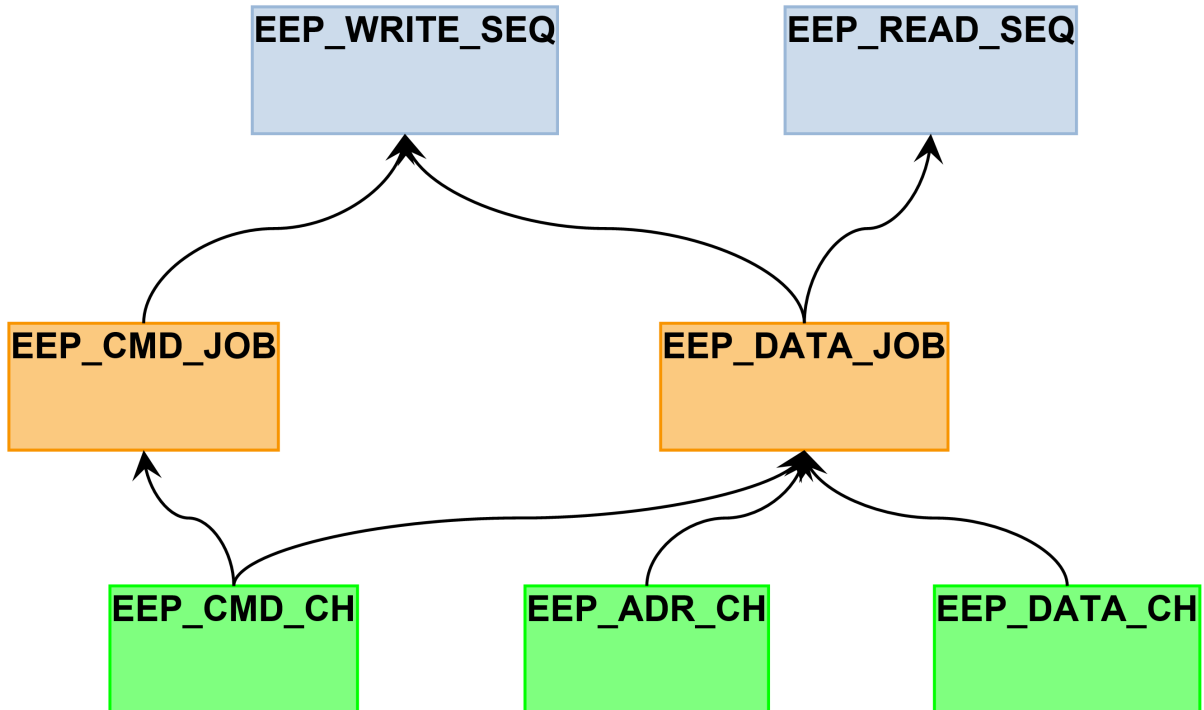 EEP_WRITE_SEQ
EEP_READ_SEQ
EEP_CMD_JOB
EEP_DATA_JOB
EEP_CMD_CH
EEP_ADR_CH
EEP_DATA_CH